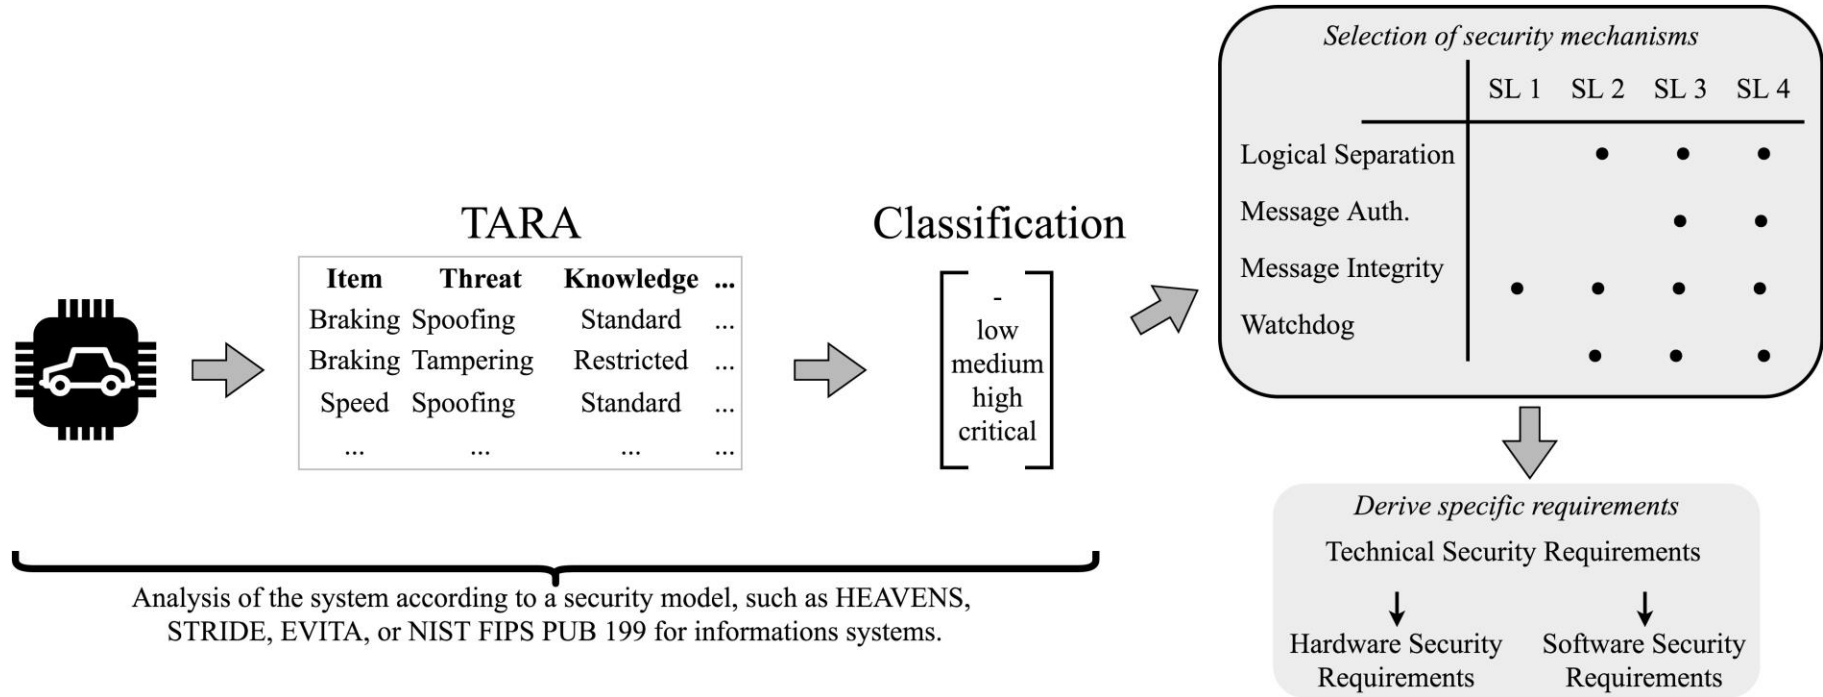 TARA
Item Threat Knowledge ...
Braking Spoofing Standard ...
Braking Tampering Restricted ...
Speed Spoofing Standard ...
... ... ... ...
Classification
-
low
medium
high
critical
Selection of security mechanisms
SL 1 SL 2 SL 3 SL 4
Logical Separation
Message Auth.
Message Integrity
Watchdog
Derive specific requirements
Technical Security Requirements
Hardware Security
Requirements
Software Security
Requirements
Analysis of the system according to a security model, such as HEAVENS,
STRIDE, EVITA, or NIST FIPS PUB 199 for informations systems.